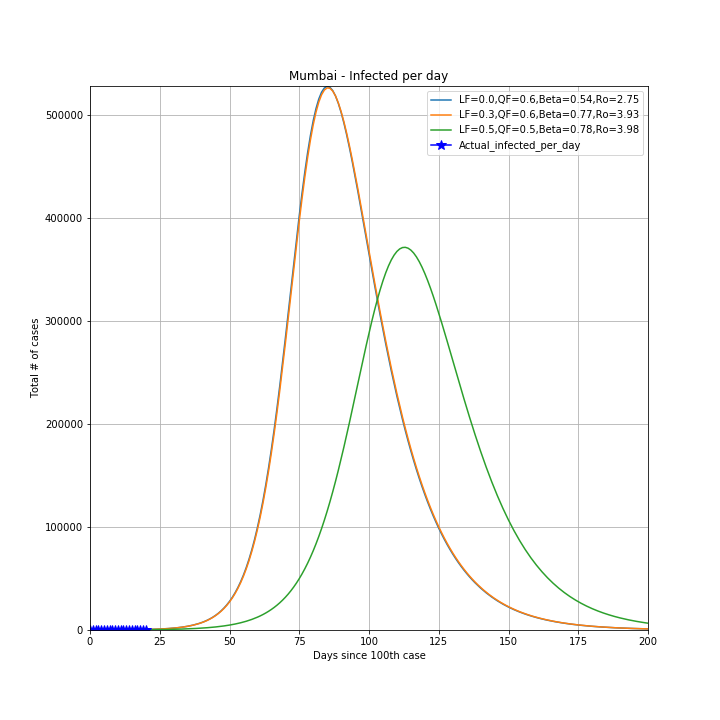 Mumbai - Infected per day
LF=0.0,QF=0.6,Beta=0.54,Ro=2.75
LF=0.3,QF=0.6,Beta=0.77,Ro=3.93
LF=0.5,QF=0.5,Beta=0.78,Ro=3.98
Actual_infected_per_day
Total # of cases
500000
400000
300000
200000
100000
0
0 25 50 75 100 125 150 175 200
Days since 100th case